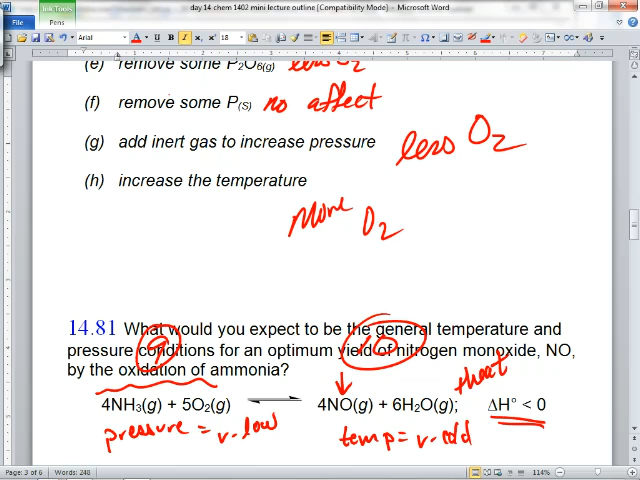 day 14 chem 1402 mini lecture outline [Compatibility Mode] - Microsoft Word
Ink Tools
File Pens
Arial 18
(e) remove some P₂O₆(g) less O₂
(f) remove some P(S) no affect
(g) add inert gas to increase pressure less O₂
(h) increase the temperature
more O₂
14.81 What would you expect to be the general temperature and
pressure conditions for an optimum yield of nitrogen monoxide, NO,
by the oxidation of ammonia?
9
10
+heat
4NH₃(g) + 5O₂(g) 4NO(g) + 6H₂O(g); ΔH° < 0
pressure = v. low temp = v. cold
Page: 3 of 6 Words: 248 114%